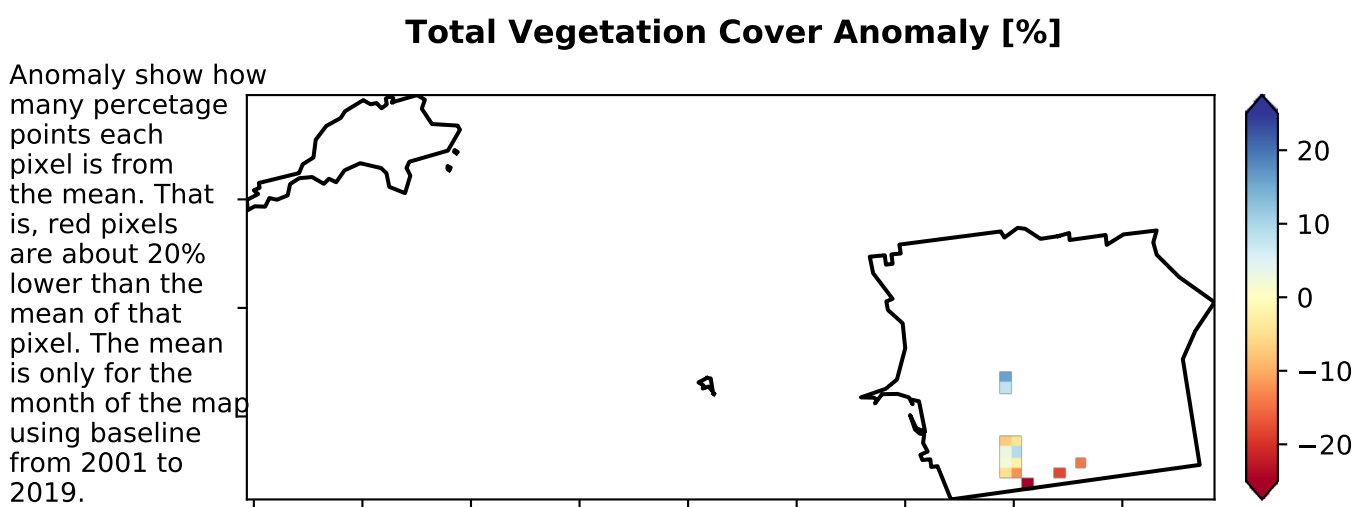 Total Vegetation Cover Anomaly [%]
Anomaly show how
many percetage
points each
pixel is from
the mean. That
is, red pixels
are about 20%
lower than the
mean of that
pixel. The mean
is only for the
month of the map
using baseline
from 2001 to
2019.
20
10
0
−10
−20